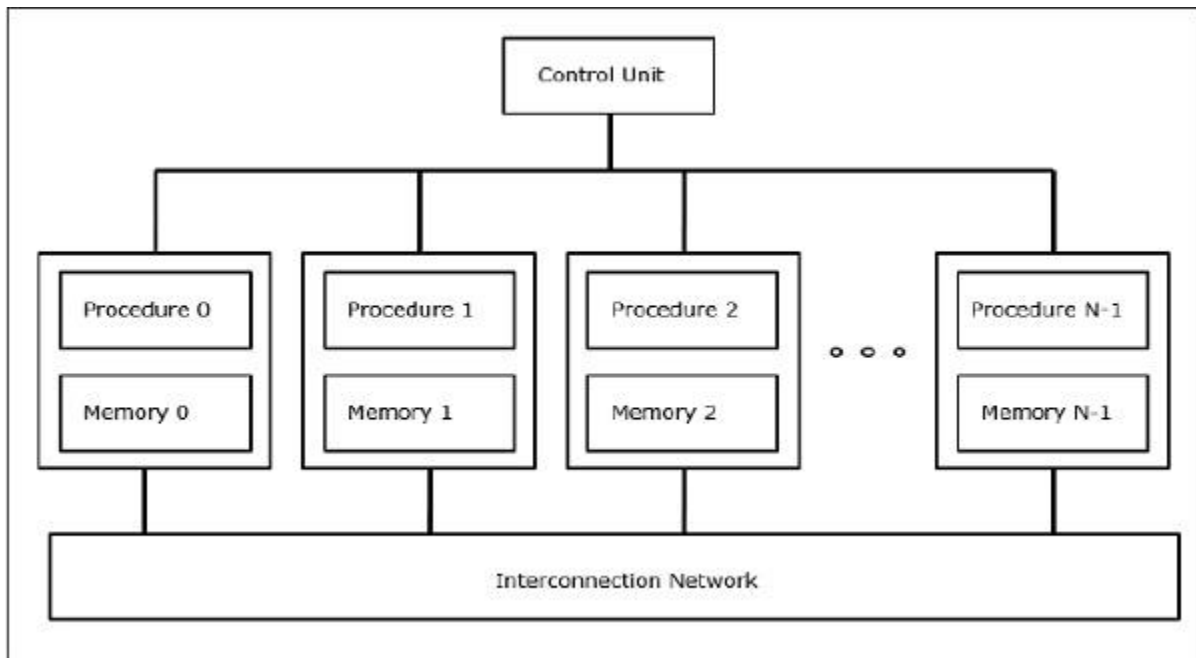 Control Unit
Procedure 0
Procedure 1
Procedure 2
Procedure N-1
Memory 0
Memory 1
Memory 2
Memory N-1
Interconnection Network